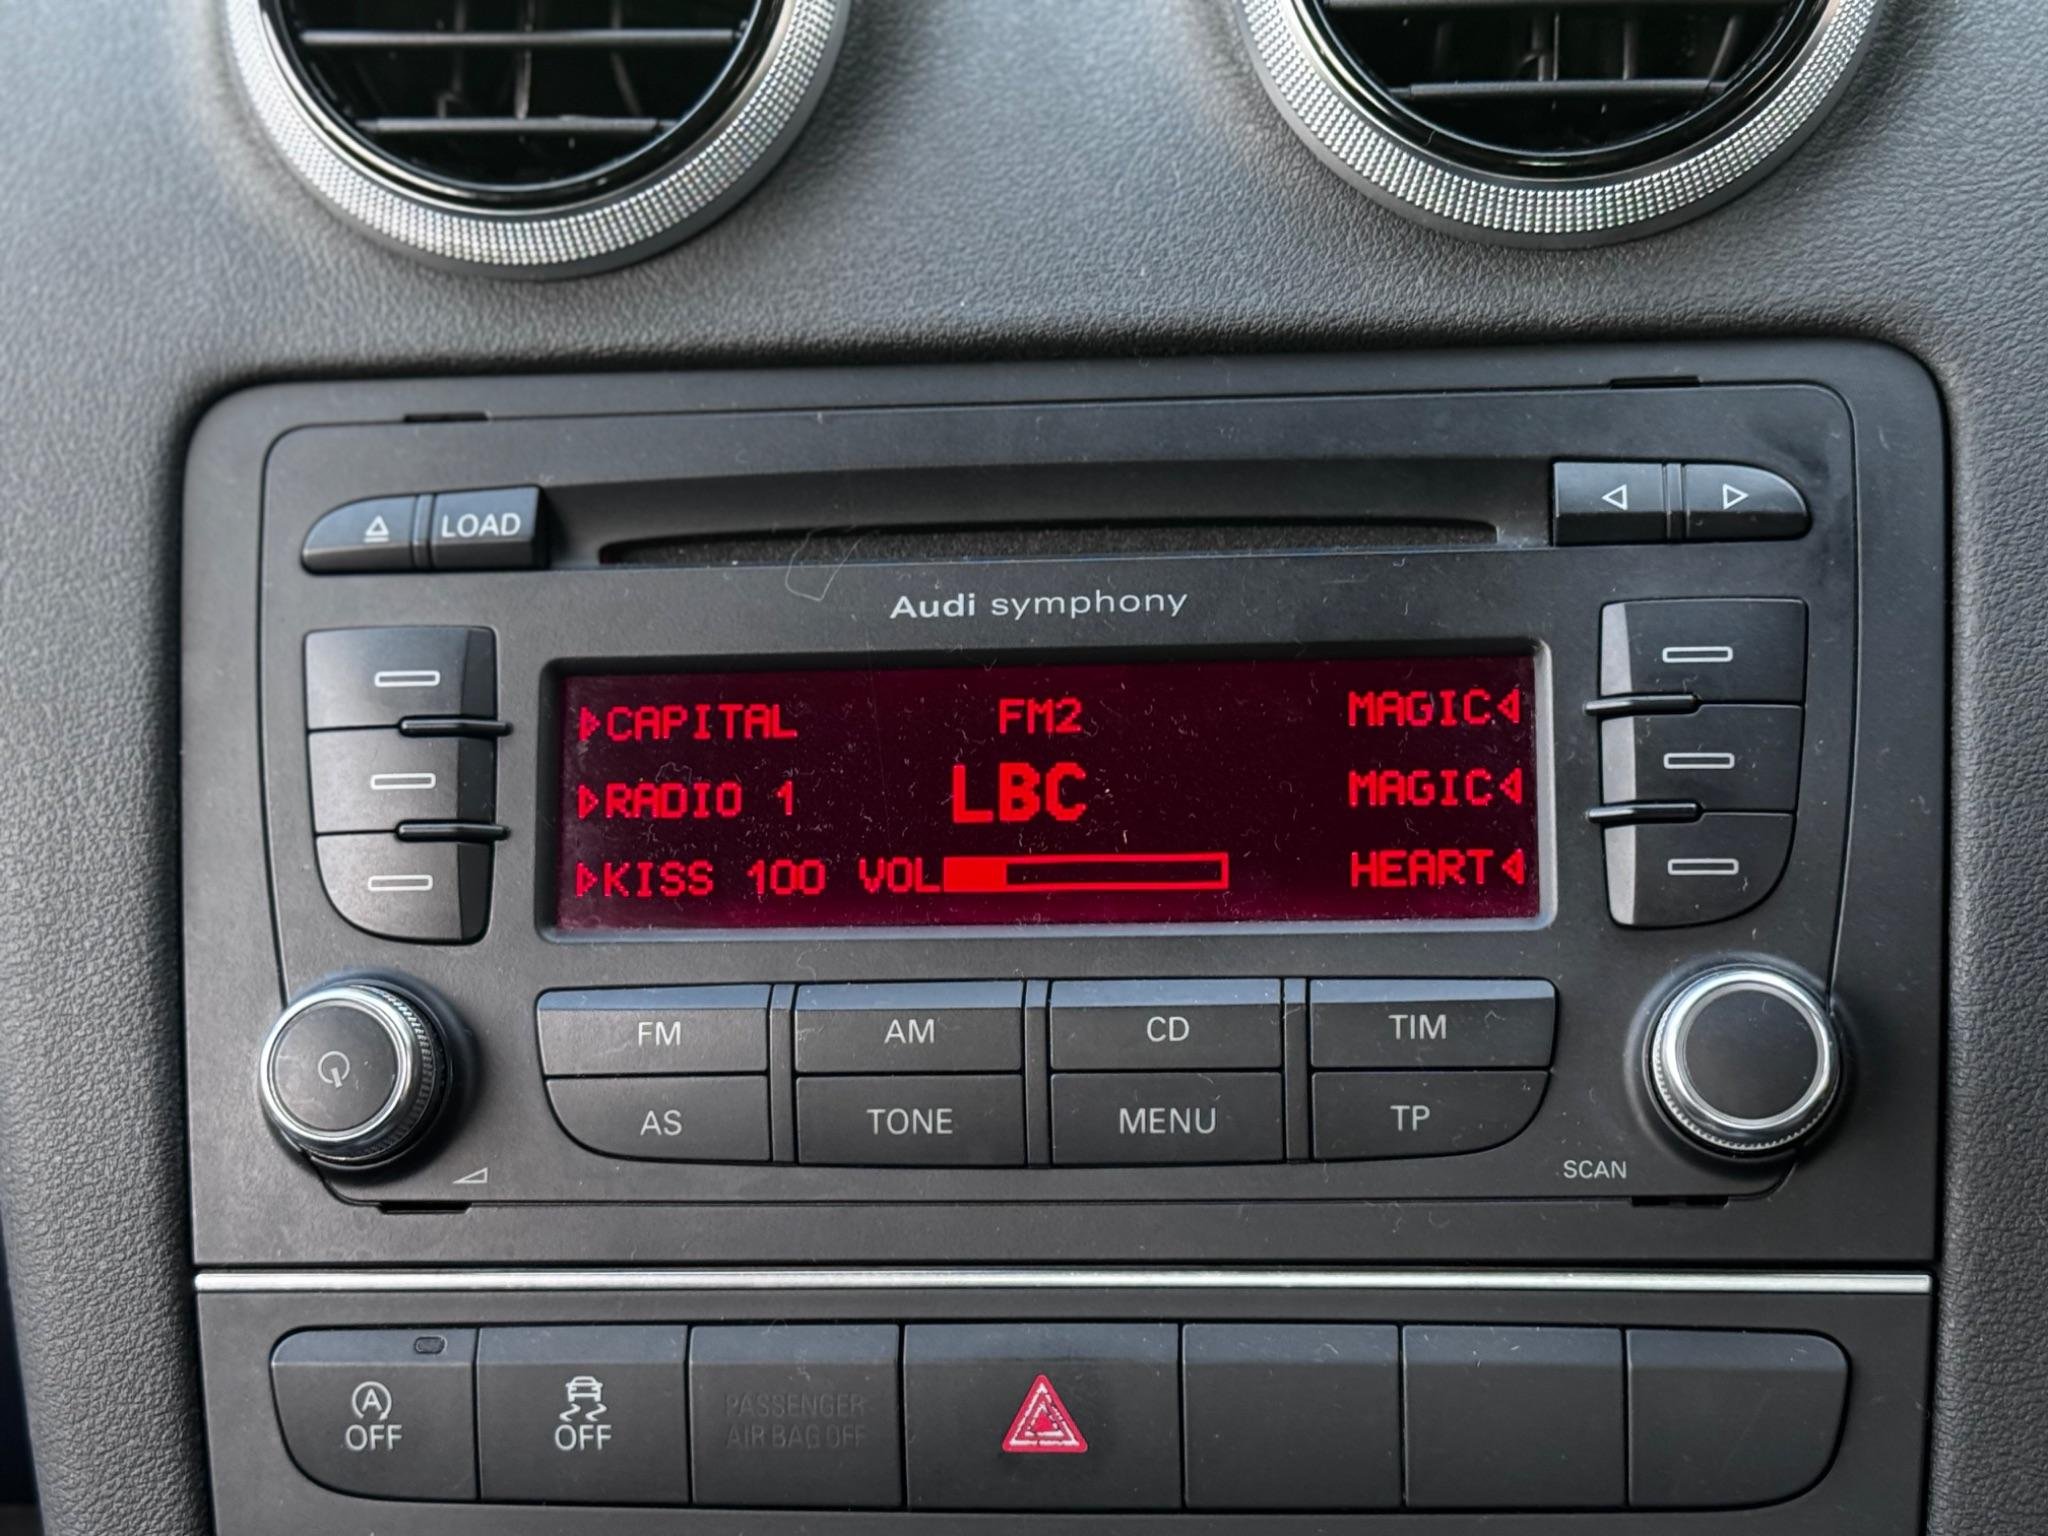 LOAD
Audi symphony
CAPITAL FM2 MAGIC
RADIO 1 LBC MAGIC
KISS 100 VOL HEART
FM AM CD TIM
AS TONE MENU TP
SCAN
A
OFF OFF
PASSENGER
AIR BAG OFF